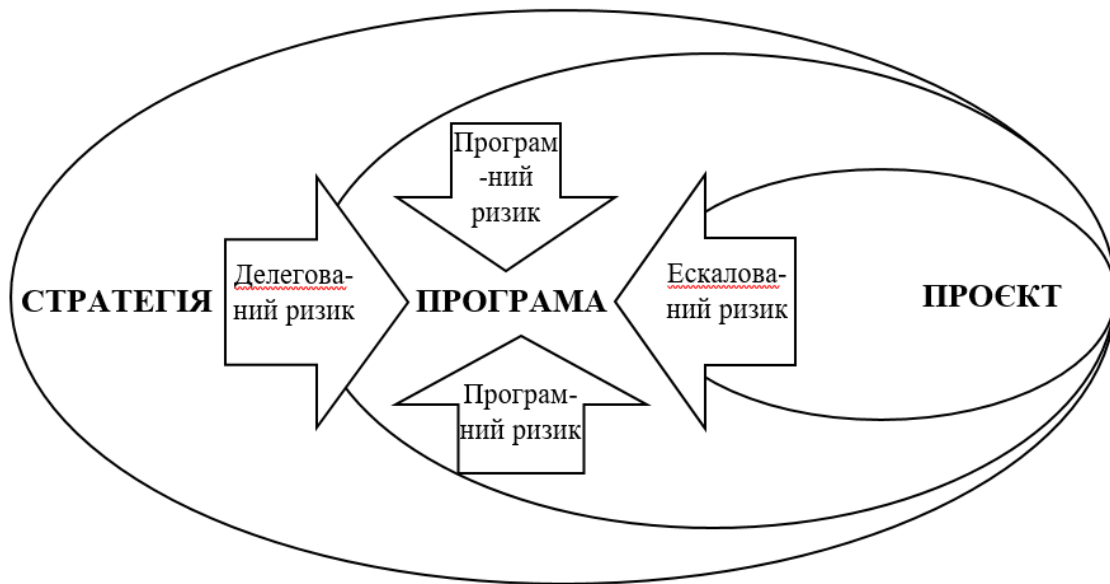 Програм
-ний
ризик
СТРАТЕГІЯ
Делегова-
ний ризик
ПРОГРАМА
Ескалова-
ний ризик
ПРОЄКТ
Програм-
ний ризик